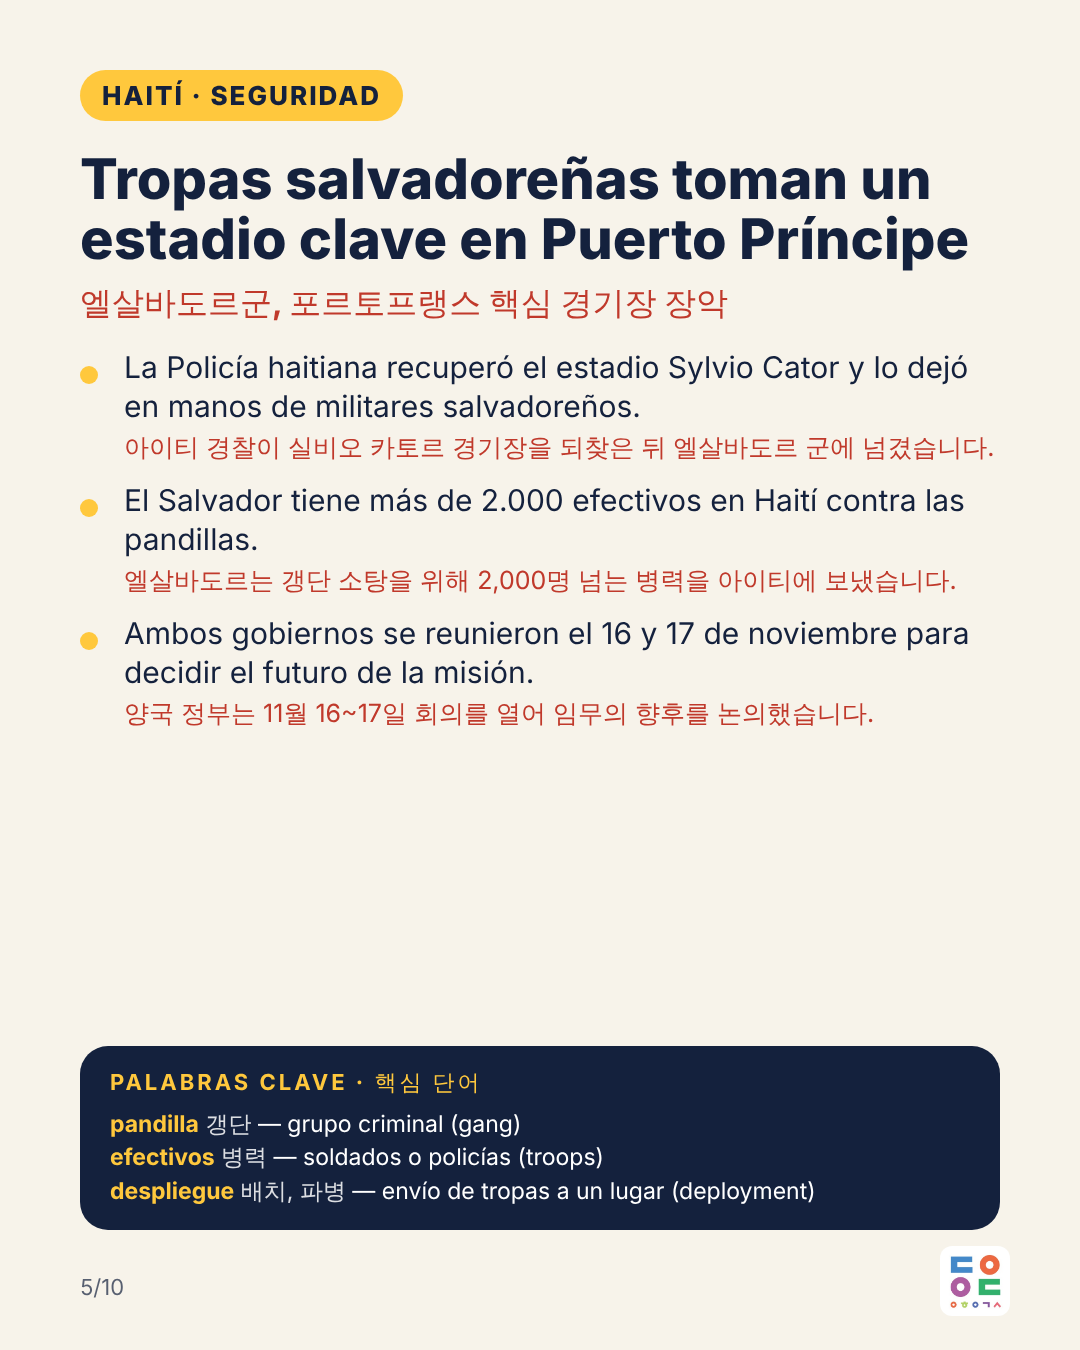 HAITÍ · SEGURIDAD
Tropas salvadoreñas toman un
estadio clave en Puerto Príncipe
엘살바도르군, 포르토프랭스 핵심 경기장 장악
La Policía haitiana recuperó el estadio Sylvio Cator y lo dejó
en manos de militares salvadoreños.
아이티 경찰이 실비오 카토르 경기장을 되찾은 뒤 엘살바도르 군에 넘겼습니다.
El Salvador tiene más de 2.000 efectivos en Haití contra las
pandillas.
엘살바도르는 갱단 소탕을 위해 2,000명 넘는 병력을 아이티에 보냈습니다.
Ambos gobiernos se reunieron el 16 y 17 de noviembre para
decidir el futuro de la misión.
양국 정부는 11월 16~17일 회의를 열어 임무의 향후를 논의했습니다.
PALABRAS CLAVE · 핵심 단어
pandilla 갱단 — grupo criminal (gang)
efectivos 병력 — soldados o policías (troops)
despliegue 배치, 파병 — envío de tropas a un lugar (deployment)
5/10